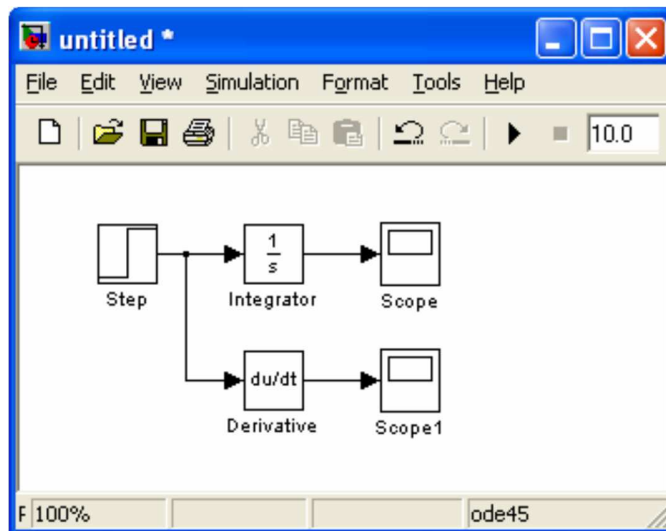 untitled *
File Edit View Simulation Format Tools Help
10.0
1
s
Step Integrator Scope
du/dt
Derivative Scope1
F 100% ode45